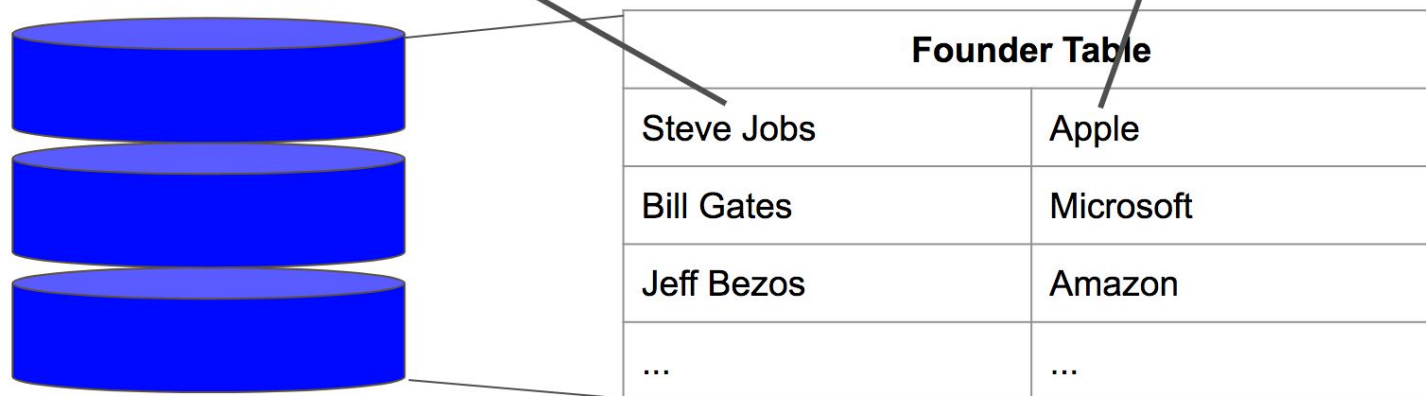 Founder Table
Steve Jobs Apple
Bill Gates Microsoft
Jeff Bezos Amazon
... ...